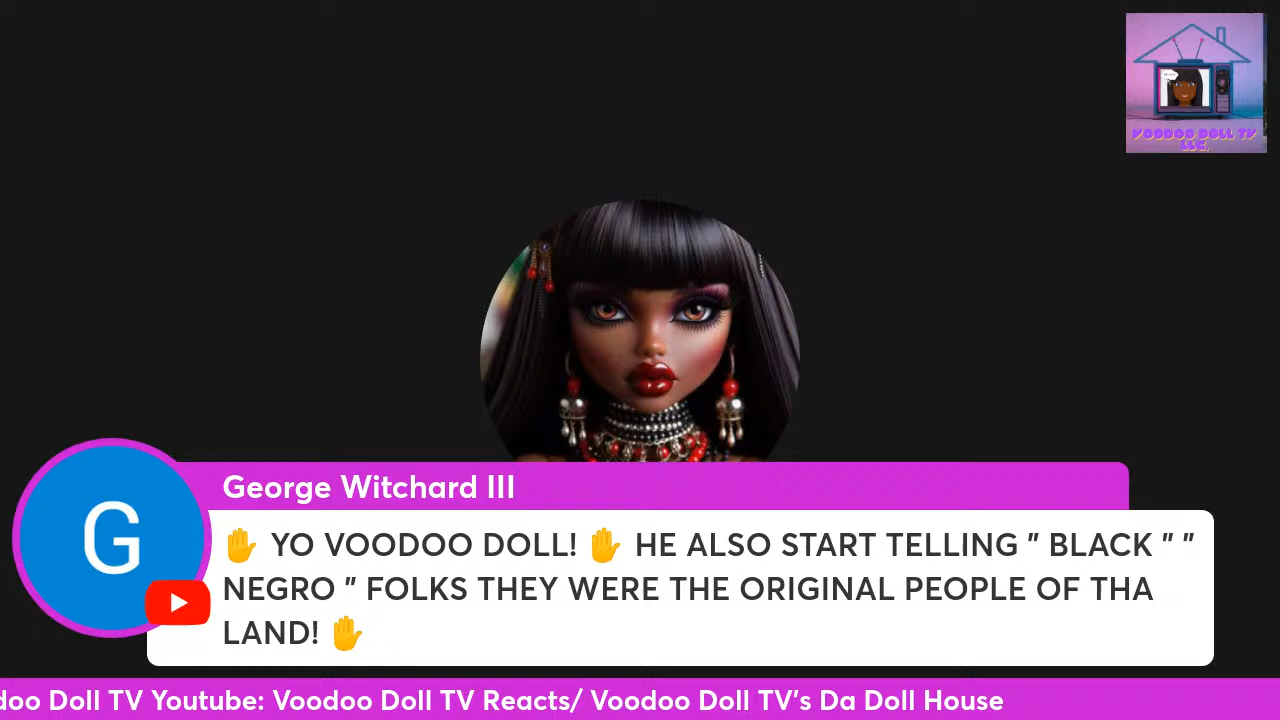 VOODOO DOLL TV
LLC.
George Witchard III
G
✋ YO VOODOO DOLL! ✋ HE ALSO START TELLING " BLACK " "
NEGRO " FOLKS THEY WERE THE ORIGINAL PEOPLE OF THA
LAND! ✋
doo Doll TV Youtube: Voodoo Doll TV Reacts/ Voodoo Doll TV's Da Doll House